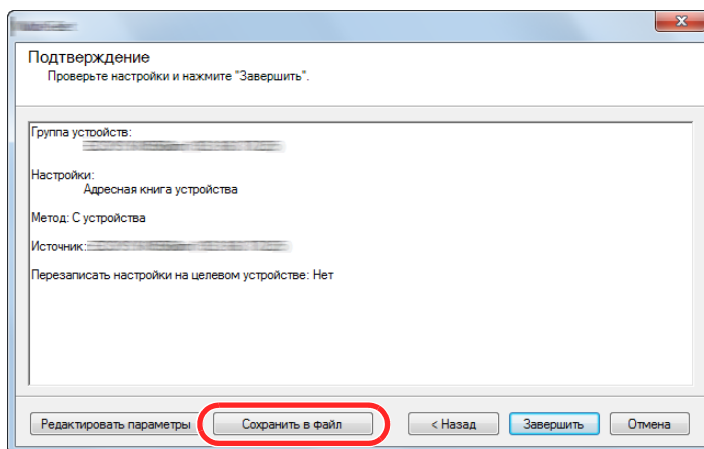 Подтверждение
Проверьте настройки и нажмите "Завершить".
Группа устройств:
Настройки:
Адресная книга устройства
Метод: С устройства
Источник:
Перезаписать настройки на целевом устройстве: Нет
Редактировать параметры Сохранить в файл < Назад Завершить Отмена